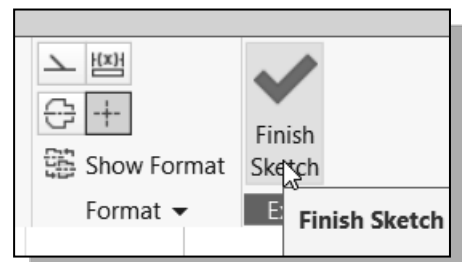 {(x)}
Show Format
Format
Finish
Sketch
Finish Sketch